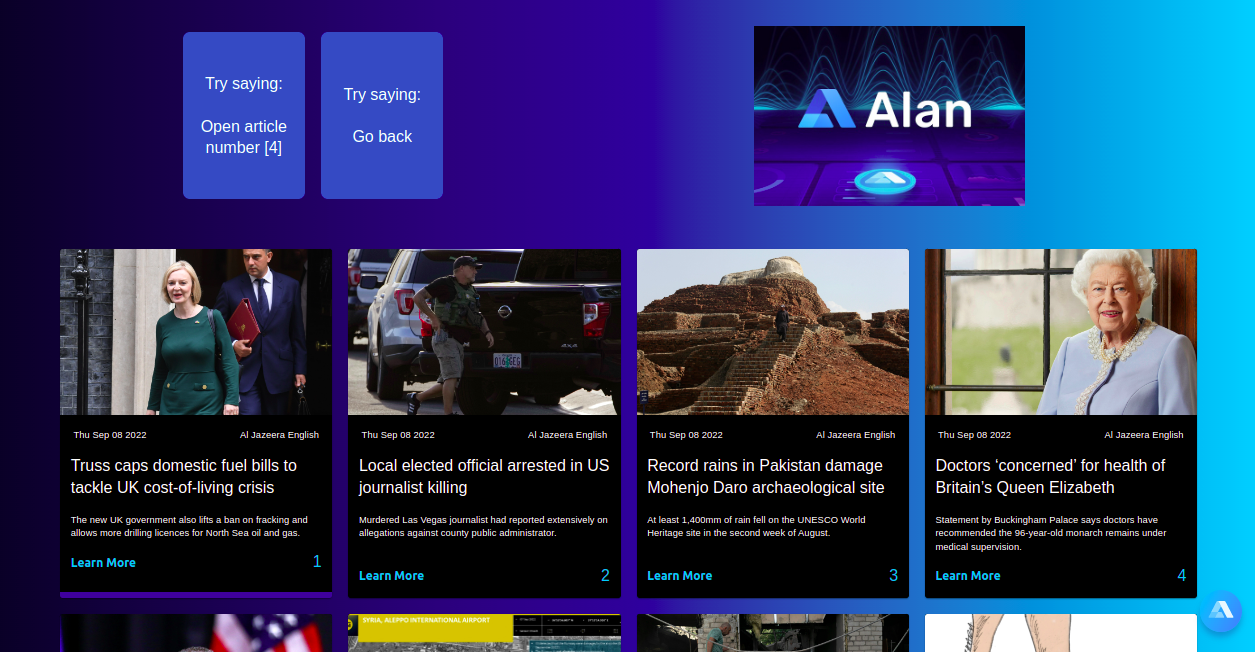 Try saying:
Open article
number [4]
Try saying:
Go back
Alan
Thu Sep 08 2022
Al Jazeera English
Truss caps domestic fuel bills to
tackle UK cost-of-living crisis
The new UK government also lifts a ban on fracking and
allows more drilling licences for North Sea oil and gas.
Learn More
1
Thu Sep 08 2022
Al Jazeera English
Local elected official arrested in US
journalist killing
Murdered Las Vegas journalist had reported extensively on
allegations against county public administrator.
Learn More
2
Thu Sep 08 2022
Al Jazeera English
Record rains in Pakistan damage
Mohenjo Daro archaeological site
At least 1,400mm of rain fell on the UNESCO World
Heritage site in the second week of August.
Learn More
3
Thu Sep 08 2022
Al Jazeera English
Doctors ‘concerned’ for health of
Britain’s Queen Elizabeth
Statement by Buckingham Palace says doctors have
recommended the 96-year-old monarch remains under
medical supervision.
Learn More
4
SYRIA, ALEPPO INTERNATIONAL AIRPORT